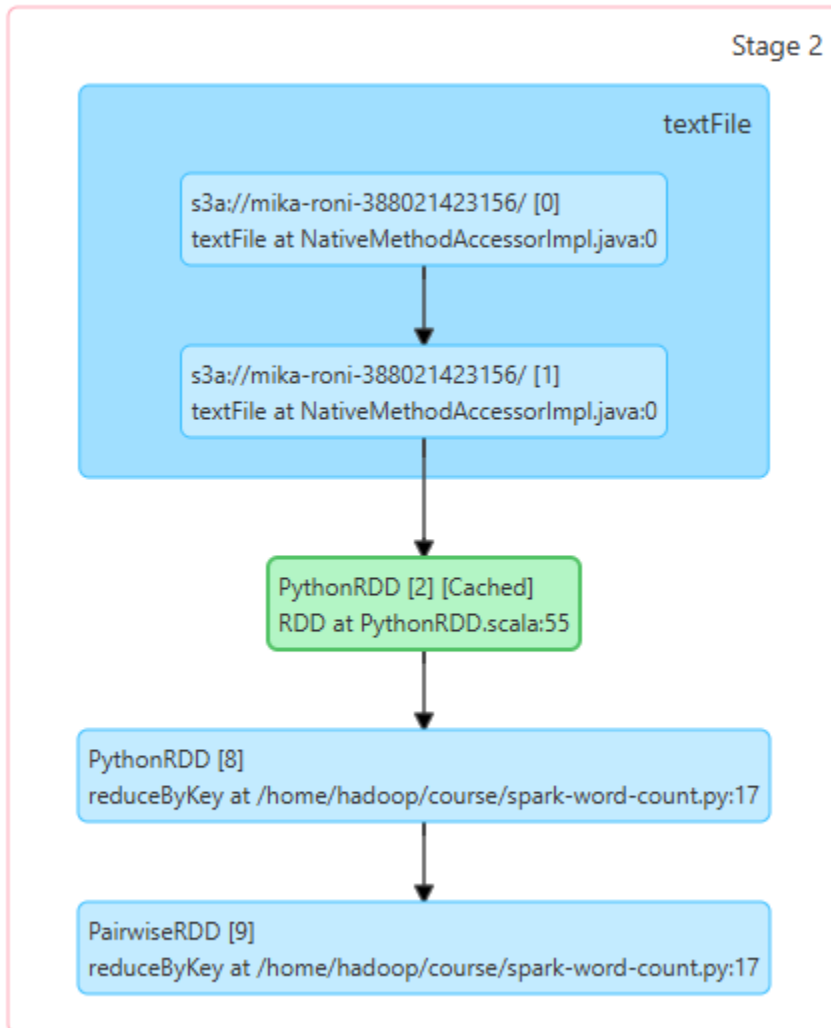 Stage 2
textFile
s3a://mika-roni-388021423156/ [0]
textFile at NativeMethodAccessorImpl.java:0
s3a://mika-roni-388021423156/ [1]
textFile at NativeMethodAccessorImpl.java:0
PythonRDD [2] [Cached]
RDD at PythonRDD.scala:55
PythonRDD [8]
reduceByKey at /home/hadoop/course/spark-word-count.py:17
PairwiseRDD [9]
reduceByKey at /home/hadoop/course/spark-word-count.py:17